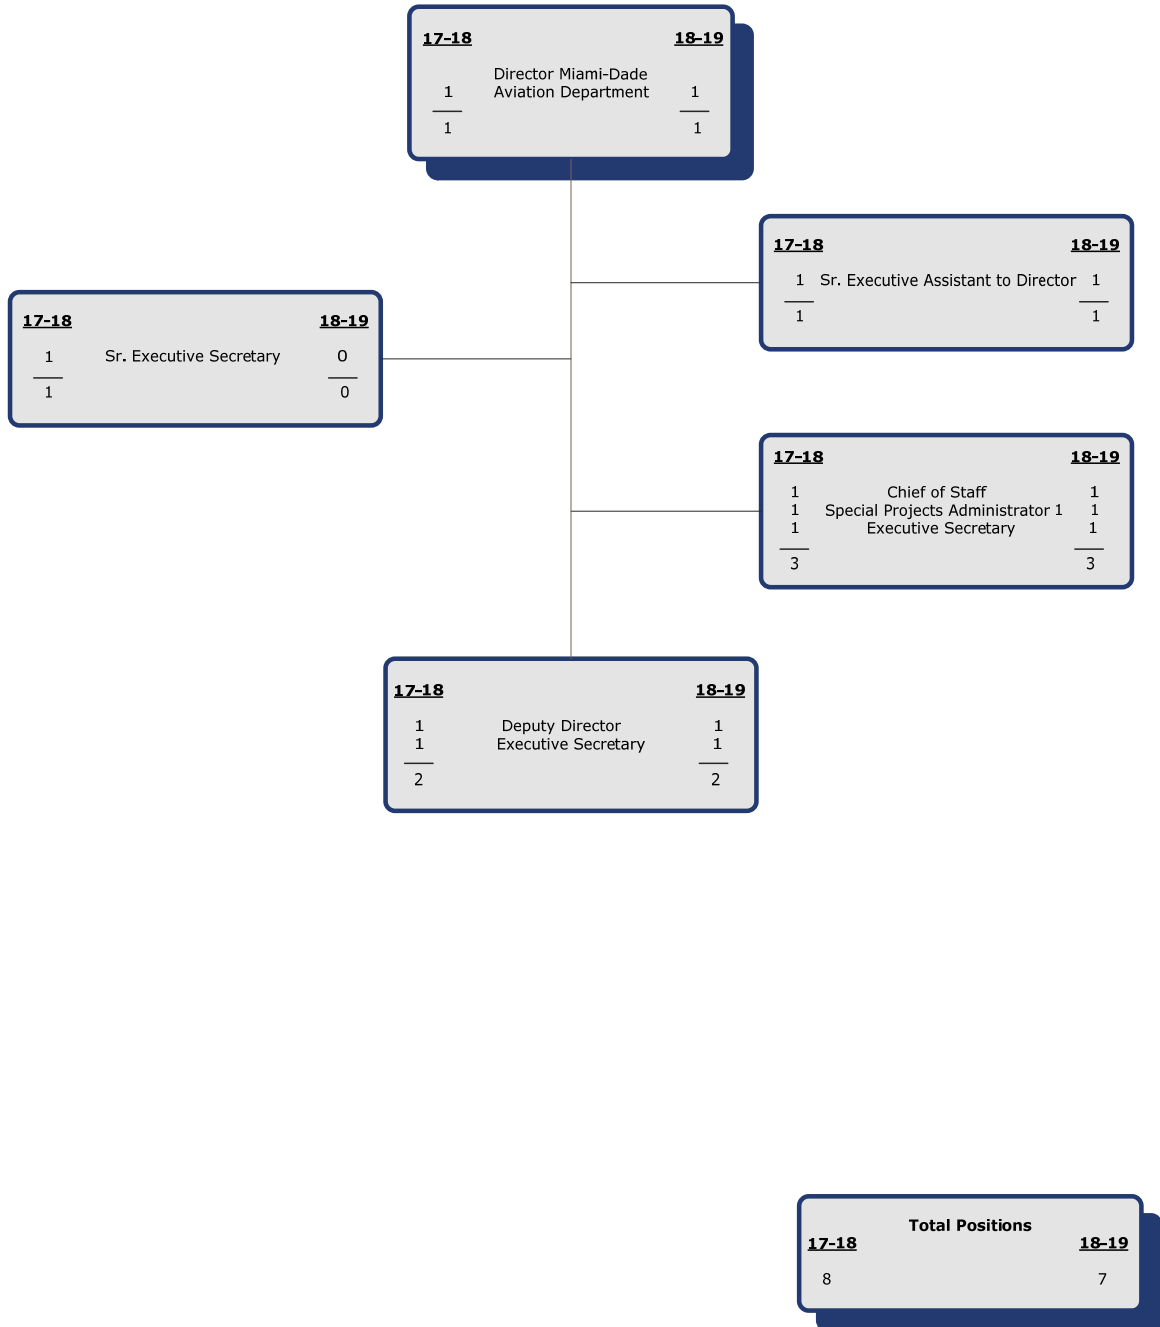 17-18 18-19
Director Miami-Dade
1 Aviation Department 1
1 1
17-18 18-19
1 Sr. Executive Assistant to Director 1
1 1
17-18 18-19
1 Sr. Executive Secretary 0
1 0
17-18 18-19
1 Chief of Staff 1
1 Special Projects Administrator 1 1
1 Executive Secretary 1
3 3
17-18 18-19
1 Deputy Director 1
1 Executive Secretary 1
2 2
Total Positions
17-18 18-19
8 7